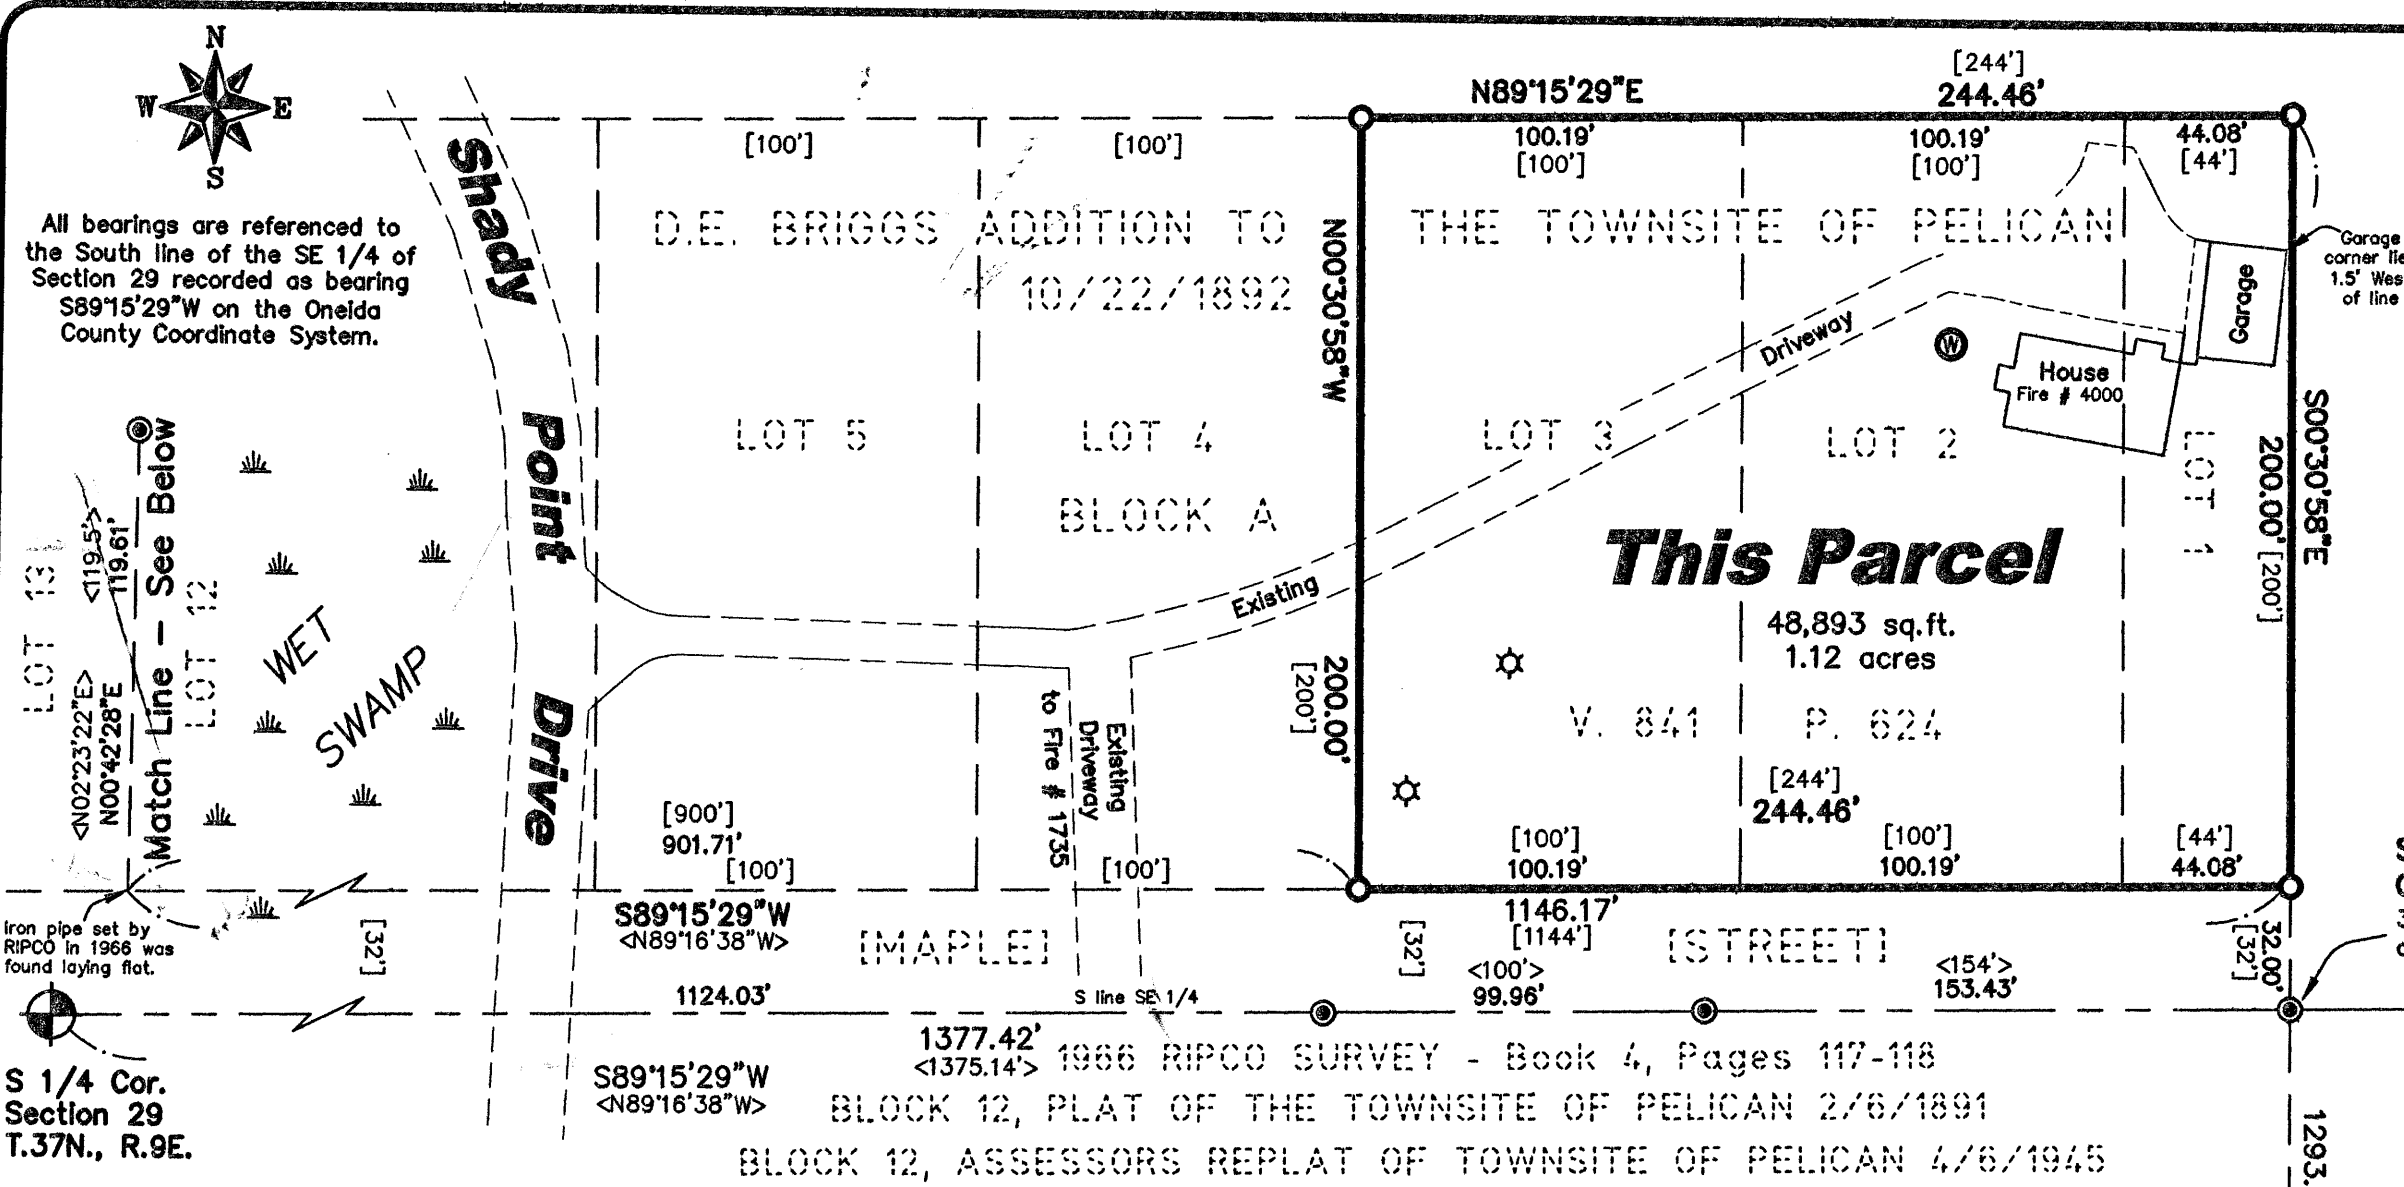 N
W
E
S
All bearings are referenced to
the South line of the SE 1/4 of
Section 29 recorded as bearing
S89°15'29"W on the Oneida
County Coordinate System.
Shady
Point
Drive
[100']
[100']
N89°15'29"E
[244']
244.46'
100.19'
[100']
100.19'
[100']
44.08'
[44']
D.E. BRIGGS ADDITION TO
THE TOWNSITE OF PELICAN
10/22/1892
N00°30'58"W
200.00'
[200']
Garage
corner
1.5'
of line
Garage
Driveway
W
House
Fire # 4000
S00°30'58"E
200.00' [200']
LOT 5
LOT 4
LOT 3
LOT 2
LOT 1
BLOCK A
This Parcel
48,893 sq.ft.
1.12 acres
V. 841 P. 624
Existing
LOT 13
<119.5'>
119.61'
<N02°23'22"E>
N00°42'28"E
Match Line - See Below
LOT 12
WET
SWAMP
Existing
Driveway
to Fire # 1735
[900']
901.71'
[100']
[100']
[244']
244.46'
[100']
100.19'
[100']
100.19'
[44']
44.08'
Iron pipe set by
RIPCO in 1966 was
found laying flat.
[32']
S89°15'29"W
<N89°16'38"W>
[MAPLE]
[32']
1146.17'
[1144']
[STREET]
32.00'
[32']
1124.03'
S line SE 1/4
<100'>
99.96'
<154'>
153.43'
S 1/4 Cor.
Section 29
T.37N., R.9E.
1377.42'
<1375.14'>
S89°15'29"W
<N89°16'38"W>
1966 RIPCO SURVEY - Book 4, Pages 117-118
BLOCK 12, PLAT OF THE TOWNSITE OF PELICAN 2/6/1891
BLOCK 12, ASSESSORS REPLAT OF TOWNSITE OF PELICAN 4/6/1945
1293.